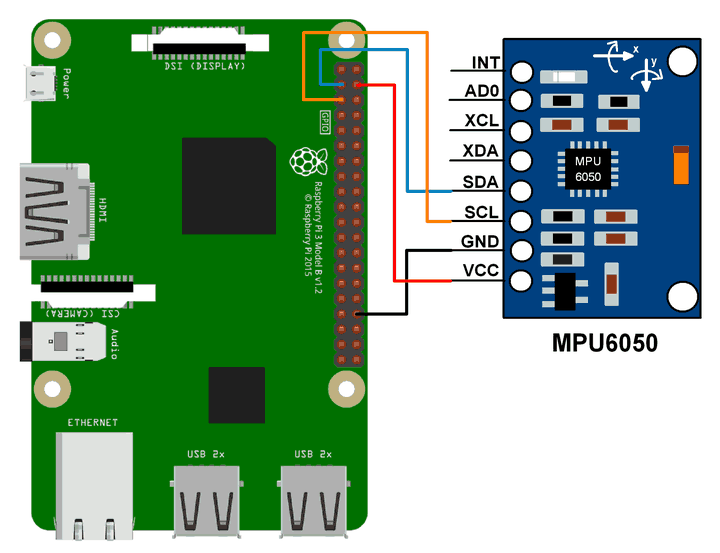 DSI (DISPLAY)
Power
GPIO
HDMI
Raspberry Pi 3 Model B v1.2
© Raspberry Pi 2015
CSI (CAMERA)
Audio
ETHERNET
USB 2x
USB 2x
INT
AD0
XCL
XDA
SDA
SCL
GND
VCC
x
y
MPU
6050
MPU6050